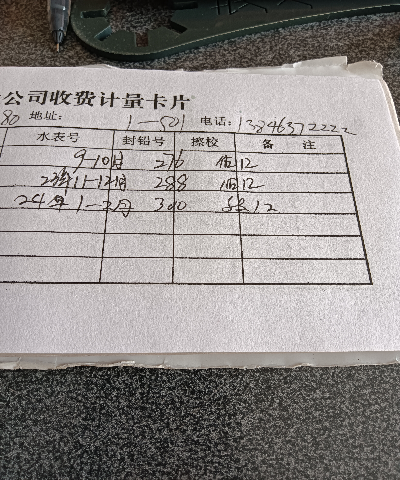 公司收费计量卡片
80 地址: 1-501 电话: 13846372222
水表号 封铅号 擦校 备注
9-10月 276 值12
23年11-12月 288 值12
24年1-2月 300 12